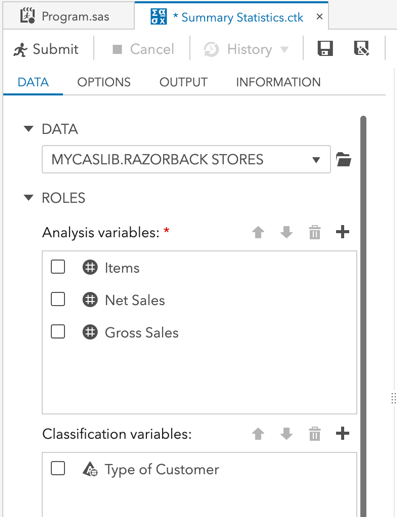 Program.sas
* Summary Statistics.ctk ×
Submit Cancel History
DATA OPTIONS OUTPUT INFORMATION
DATA
MYCASLIB.RAZORBACK STORES
ROLES
Analysis variables: *
Items
Net Sales
Gross Sales
Classification variables:
Type of Customer